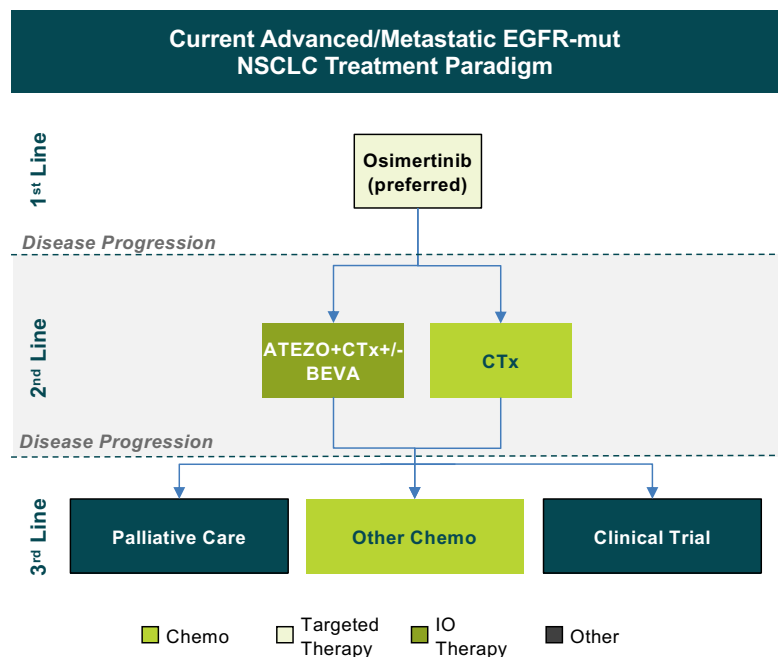 Current Advanced/Metastatic EGFR-mut
NSCLC Treatment Paradigm
1st Line
Osimertinib
(preferred)
Disease Progression
2nd Line
ATEZO+CTx+/-
BEVA
CTx
Disease Progression
3rd Line
Palliative Care
Other Chemo
Clinical Trial
Chemo
Targeted
Therapy
IO
Therapy
Other